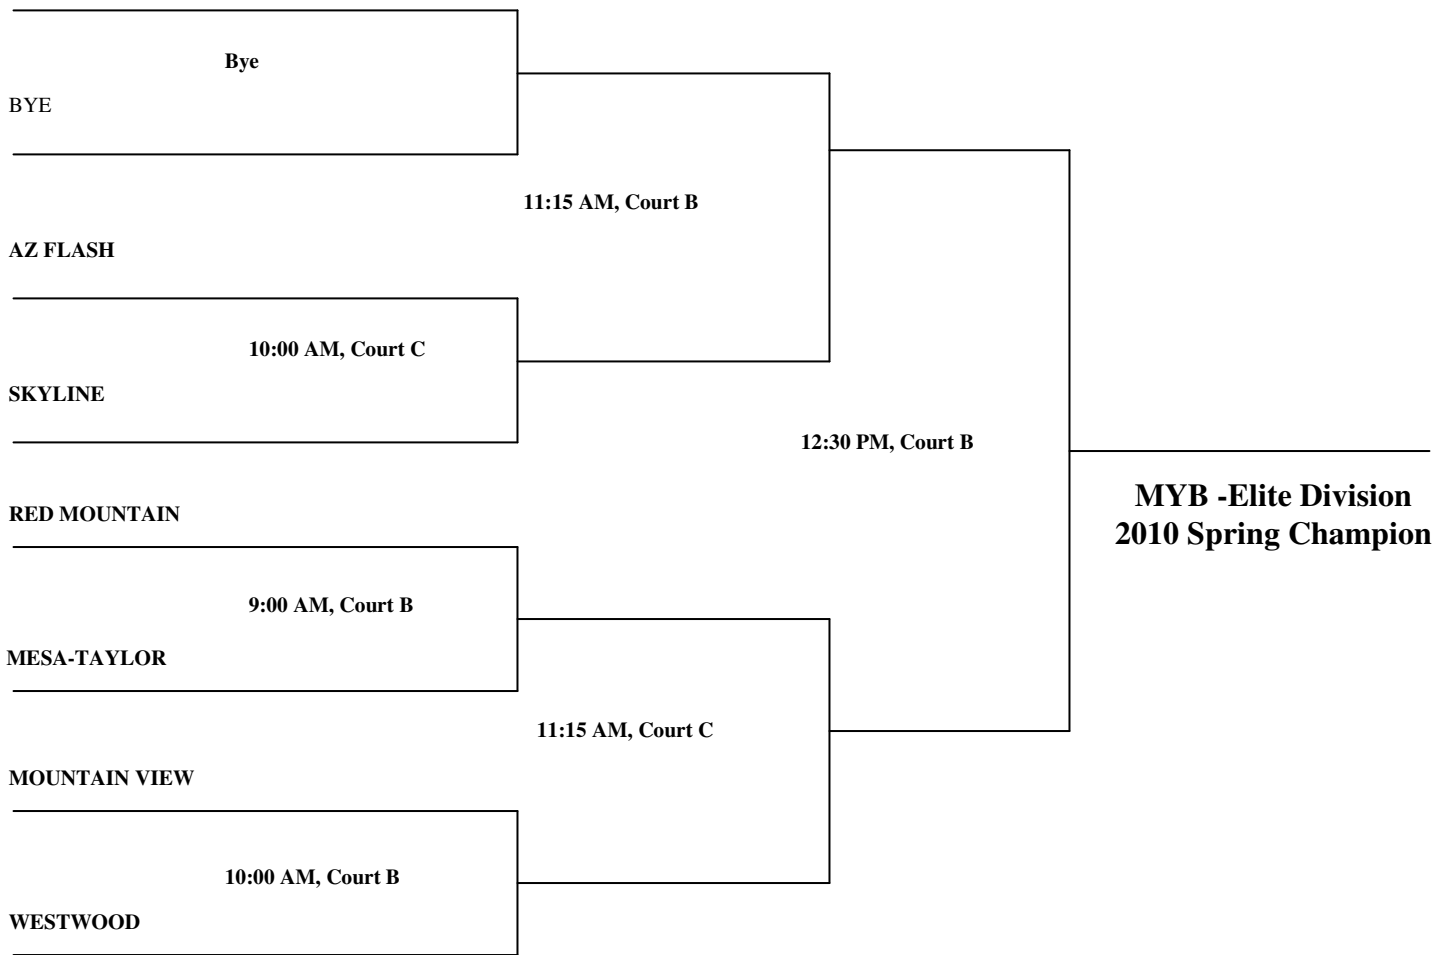 Bye
BYE
11:15 AM, Court B
AZ FLASH
10:00 AM, Court C
SKYLINE
12:30 PM, Court B
MYB -Elite Division
2010 Spring Champion
RED MOUNTAIN
9:00 AM, Court B
MESA-TAYLOR
11:15 AM, Court C
MOUNTAIN VIEW
10:00 AM, Court B
WESTWOOD